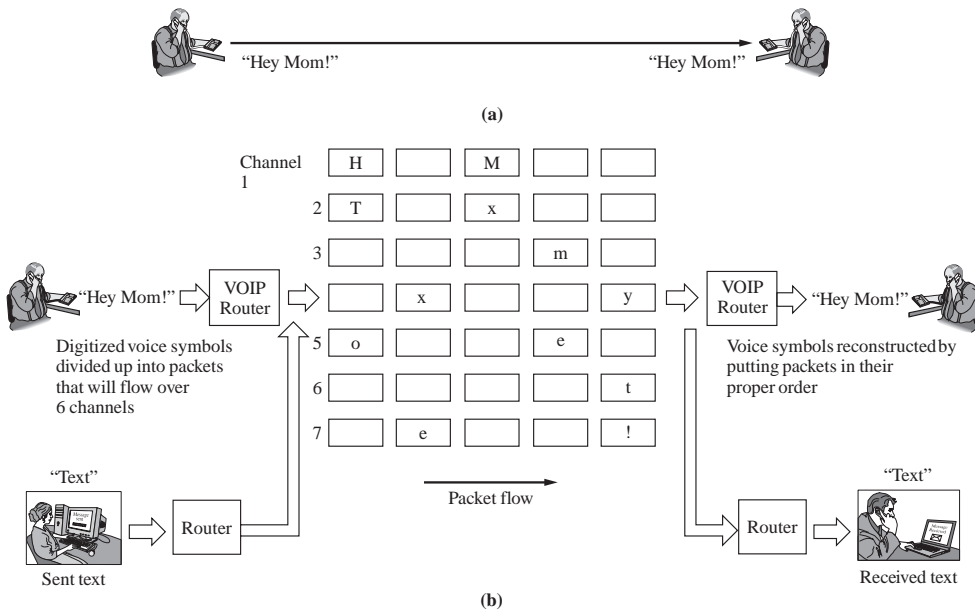 “Hey Mom!” “Hey Mom!”
(a)
Channel
1 H M
2 T x
3 m
“Hey Mom!” VOIP Router x y VOIP Router “Hey Mom!”
5 o e
6 t
7 e !
Digitized voice symbols
divided up into packets
that will flow over
6 channels
Voice symbols reconstructed by
putting packets in their
proper order
Packet flow
“Text”
Router
Sent text
“Text”
Router
Received text
(b)